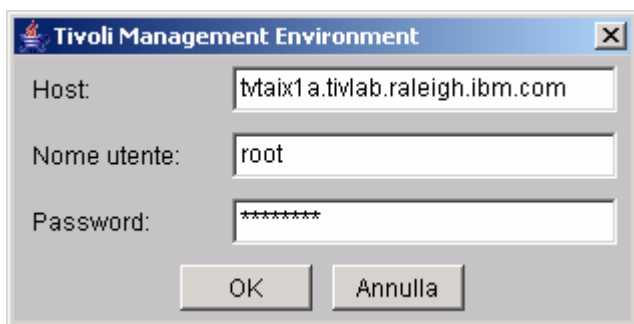 Tivoli Management Environment
Host: tvtaix1a.tivlab.raleigh.ibm.com
Nome utente: root
Password: ********
OK Annulla